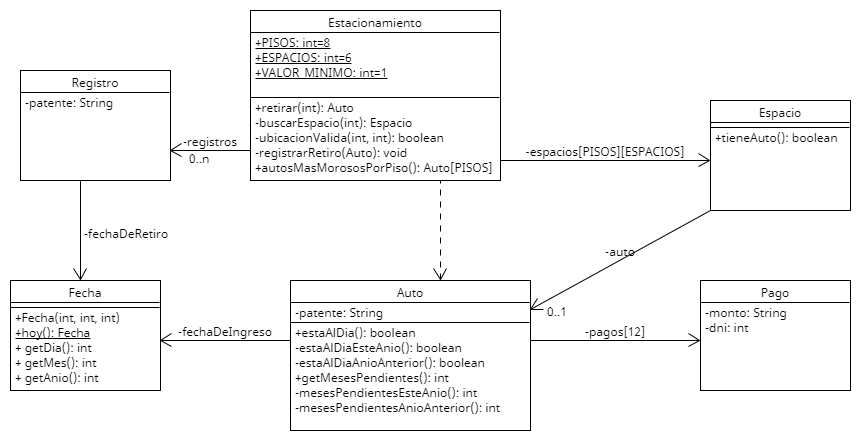 Estacionamiento
+PISOS: int=8
+ESPACIOS: int=6
+VALOR_MINIMO: int=1
+retirar(int): Auto
-buscarEspacio(int): Espacio
-ubicacionValida(int, int): boolean
-registrarRetiro(Auto): void
+autosMasMorososPorPiso(): Auto[PISOS]
Registro
-patente: String
-registros
0..n
Espacio
+tieneAuto(): boolean
-espacios[PISOS][ESPACIOS]
-fechaDeRetiro
-auto
0..1
Fecha
+Fecha(int, int, int)
+hoy(): Fecha
+ getDia(): int
+ getMes(): int
+ getAnio(): int
-fechaDeIngreso
Auto
-patente: String
+estaAlDia(): boolean
-estaAlDiaEsteAnio(): boolean
-estaAlDiaAnioAnterior(): boolean
+getMesesPendientes(): int
-mesesPendientesEsteAnio(): int
-mesesPendientesAnioAnterior(): int
-pagos[12]
Pago
-monto: String
-dni: int